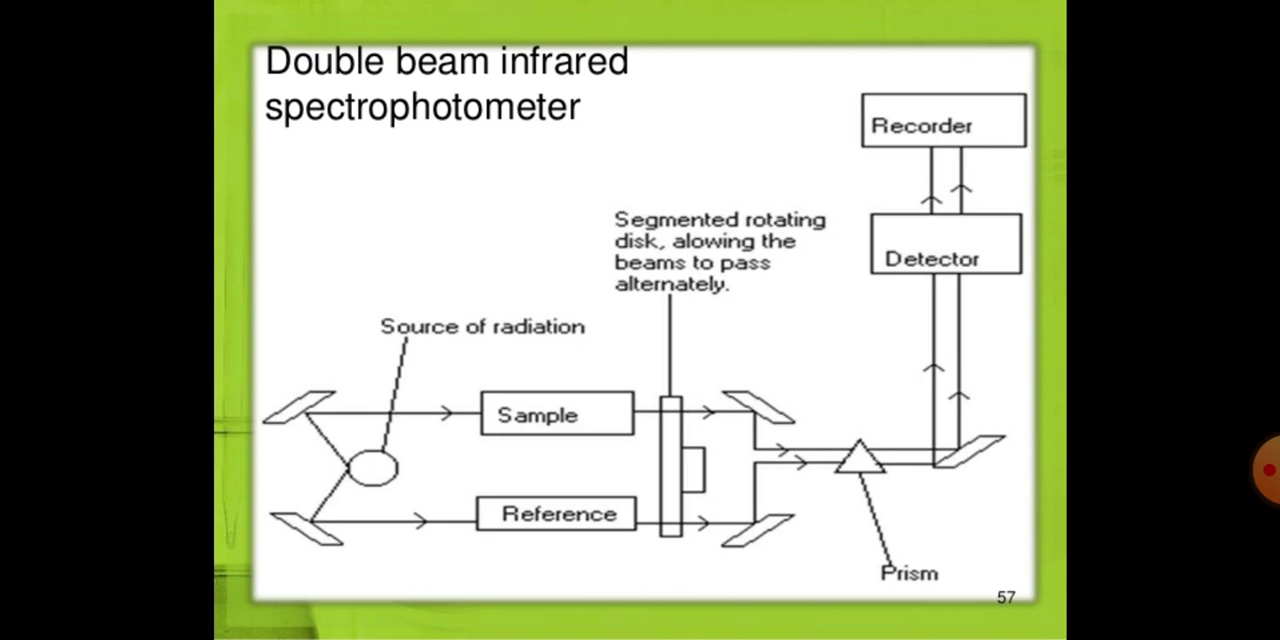 Double beam infrared
spectrophotometer
Recorder
Segmented rotating
disk, alowing the
beams to pass
alternately.
Detector
Source of radiation
Sample
Reference
Prism
57